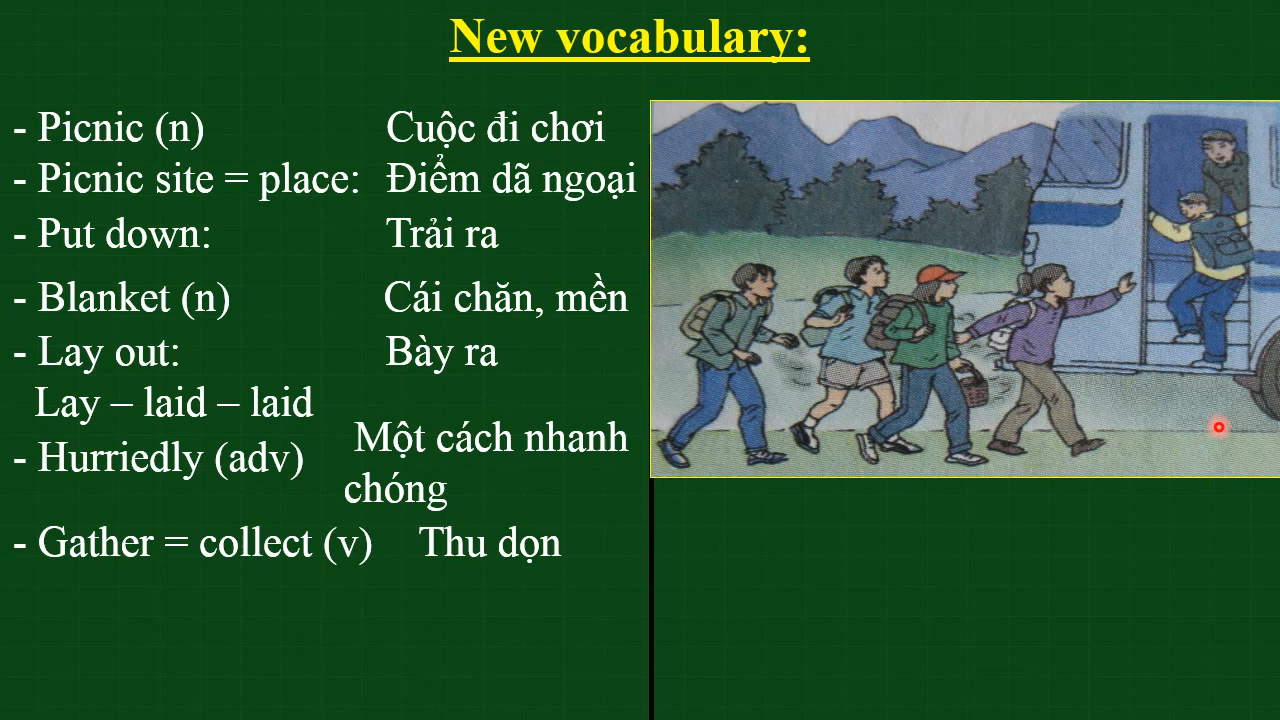 New vocabulary:
- Picnic (n) Cuộc đi chơi
- Picnic site = place: Điểm dã ngoại
- Put down: Trải ra
- Blanket (n) Cái chăn, mền
- Lay out: Bày ra
Lay – laid – laid
- Hurriedly (adv) Một cách nhanh
chóng
- Gather = collect (v) Thu dọn